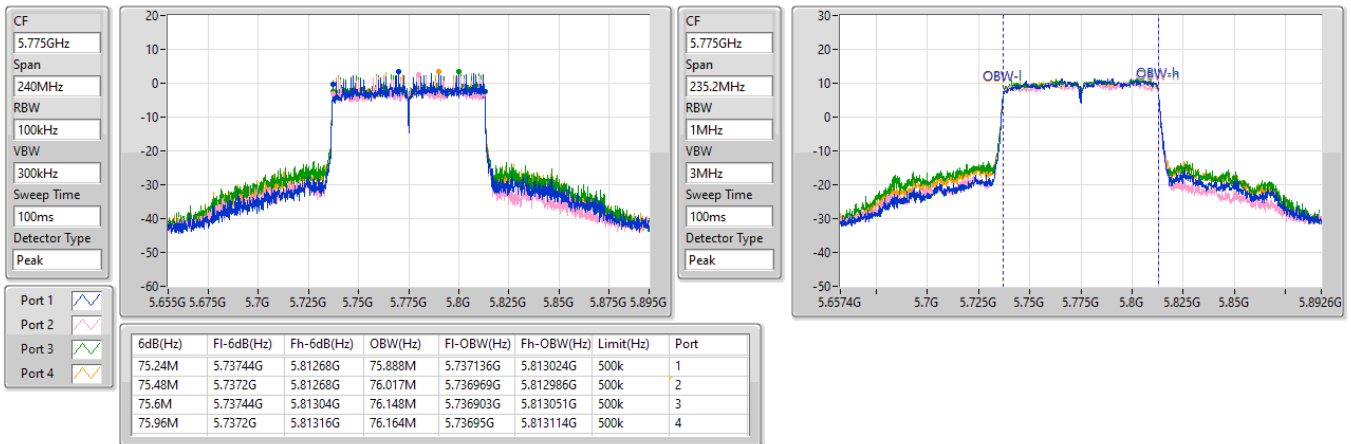 CF
5.775GHz
Span
240MHz
RBW
100kHz
VBW
300kHz
Sweep Time
100ms
Detector Type
Peak
20
10
0
-10
-20
-30
-40
-50
-60
5.655G 5.675G 5.7G 5.725G 5.75G 5.775G 5.8G 5.825G 5.85G 5.875G 5.895G
CF
5.775GHz
Span
235.2MHz
RBW
1MHz
VBW
3MHz
Sweep Time
100ms
Detector Type
Peak
30
20
10
0
-10
-20
-30
-40
-50
OBW-l OBW-h
5.6574G 5.7G 5.725G 5.75G 5.775G 5.8G 5.825G 5.85G 5.8926G
Port 1
Port 2
Port 3
Port 4
6dB(Hz) Fl-6dB(Hz) Fh-6dB(Hz) OBW(Hz) Fl-OBW(Hz) Fh-OBW(Hz) Limit(Hz) Port
75.24M 5.73744G 5.81268G 75.888M 5.737136G 5.813024G 500k 1
75.48M 5.7372G 5.81268G 76.017M 5.736969G 5.812986G 500k 2
75.6M 5.73744G 5.81304G 76.148M 5.736903G 5.813051G 500k 3
75.96M 5.7372G 5.81316G 76.164M 5.73695G 5.813114G 500k 4